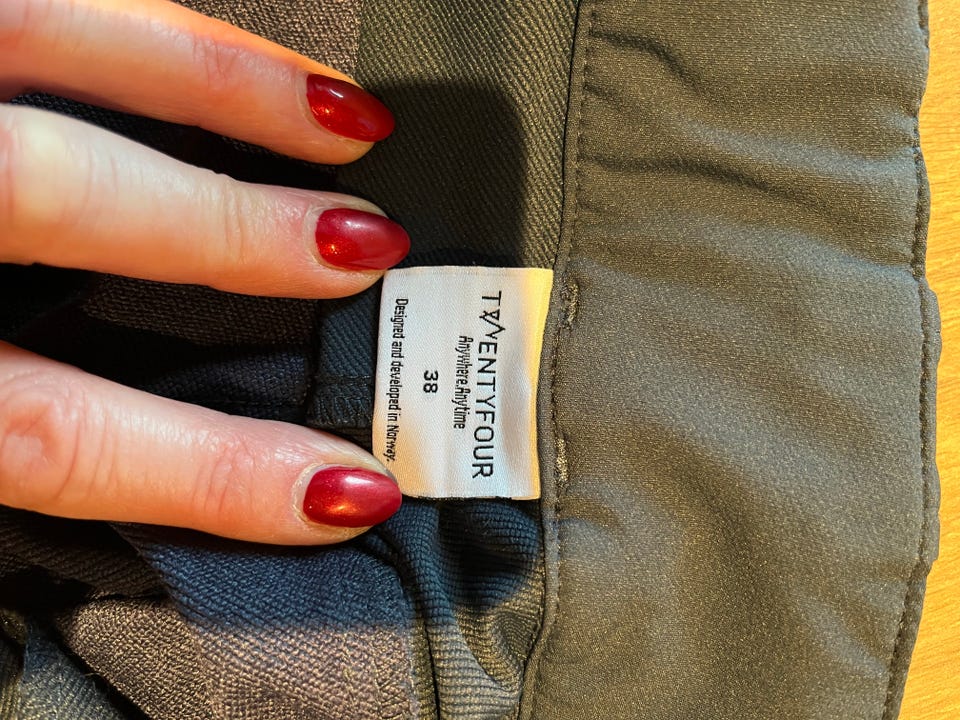 TWENTYFOUR
Anywhere.Anytime
38
Designed and developed in Norway.